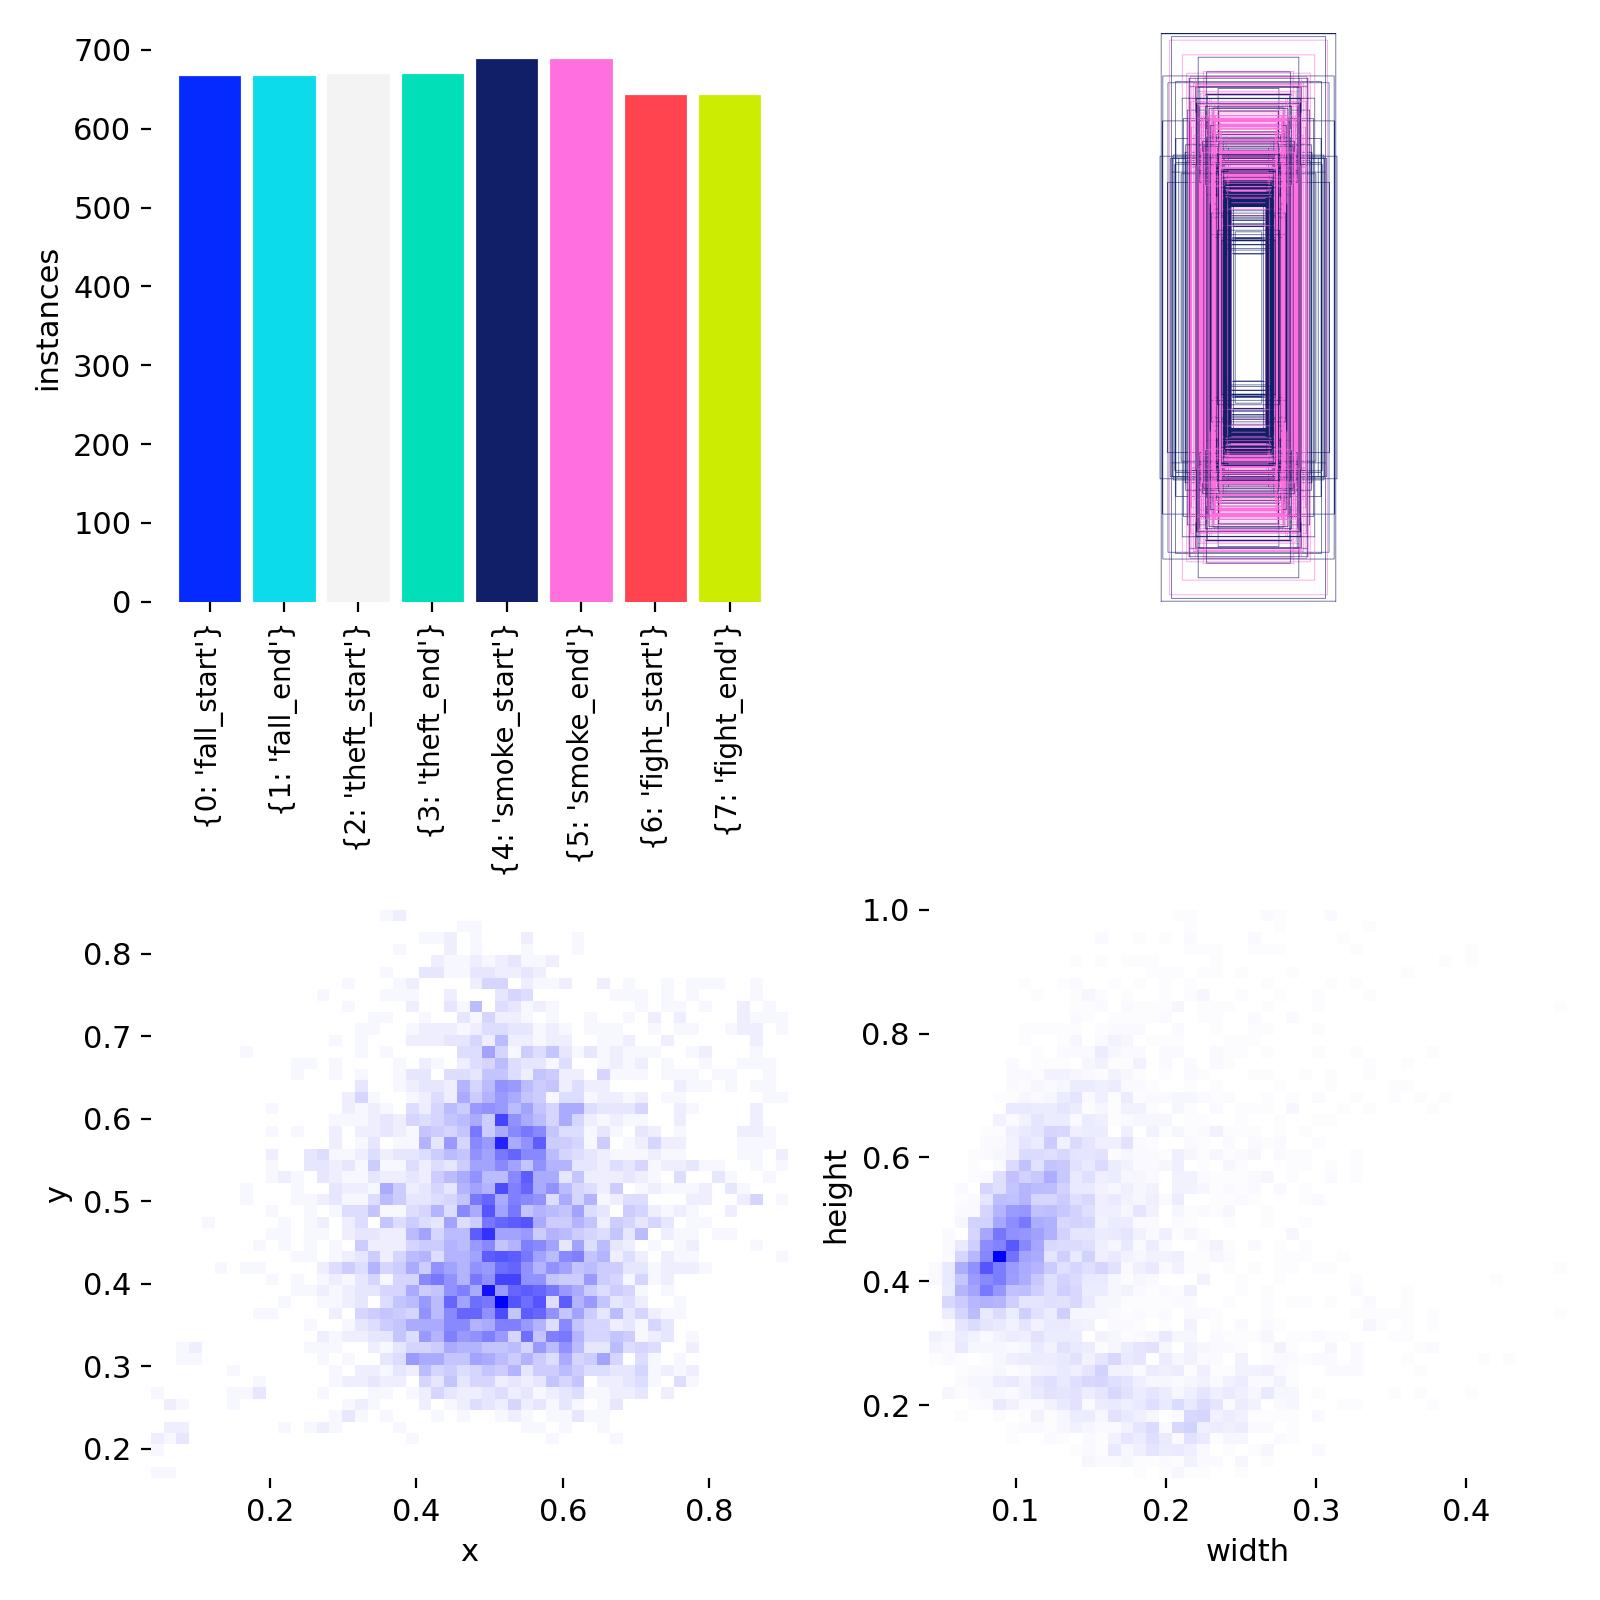 700
600
500
400
300
200
100
0
instances
{0: 'fall_start'}
{1: 'fall_end'}
{2: 'theft_start'}
{3: 'theft_end'}
{4: 'smoke_start'}
{5: 'smoke_end'}
{6: 'fight_start'}
{7: 'fight_end'}
0.8
0.7
0.6
0.5
0.4
0.3
0.2
y
0.2 0.4 0.6 0.8
x
1.0
0.8
0.6
0.4
0.2
height
0.1 0.2 0.3 0.4
width